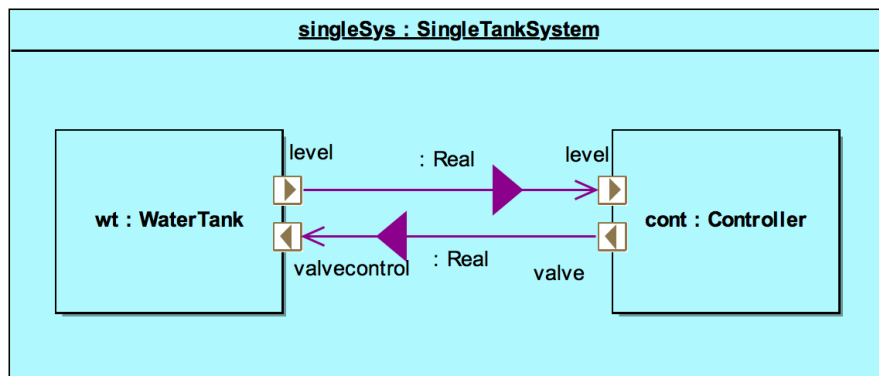 singleSys : SingleTankSystem
level
: Real
level
wt : WaterTank
cont : Controller
valvecontrol
: Real
valve